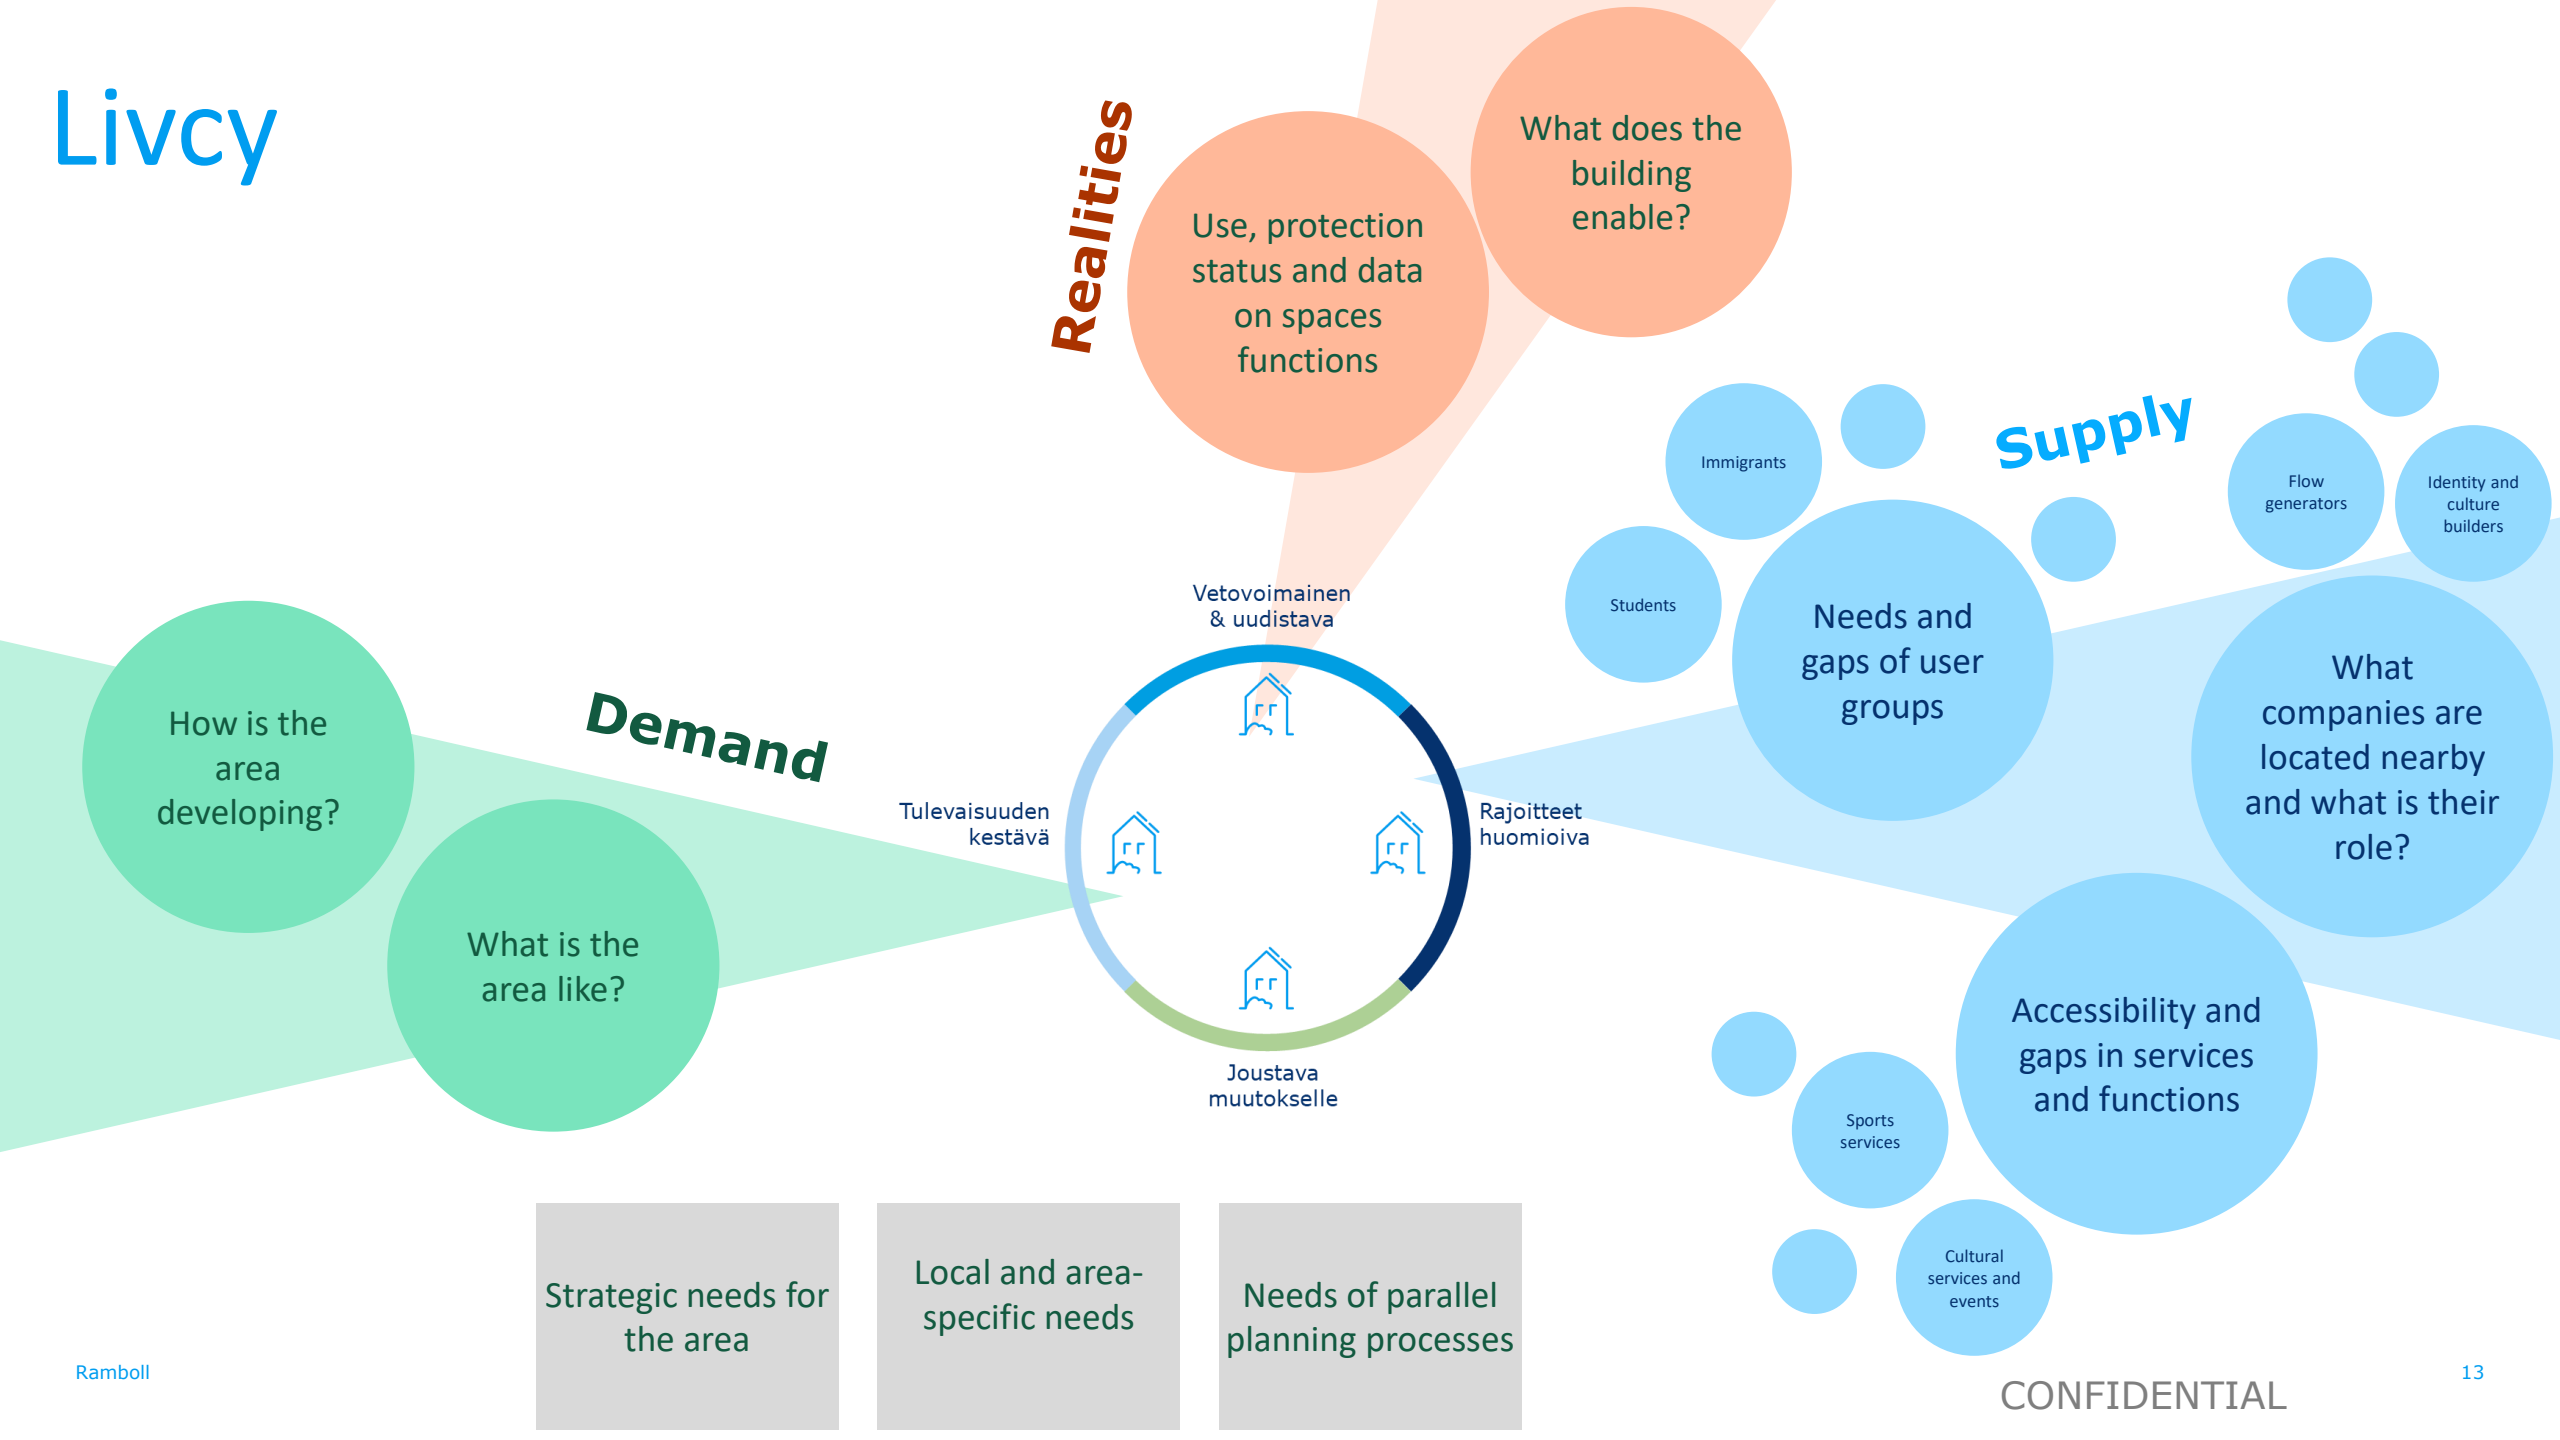 Livcy
Realities
Use, protection
status and data
on spaces
functions
What does the
building
enable?
Demand
How is the
area
developing?
What is the
area like?
Vetovoimainen
& uudistava
Tulevaisuuden
kestävä
Rajoitteet
huomioiva
Joustava
muutokselle
Supply
Immigrants
Students
Needs and
gaps of user
groups
Flow
generators
Identity and
culture
builders
What
companies are
located nearby
and what is their
role?
Accessibility and
gaps in services
and functions
Sports
services
Cultural
services and
events
Strategic needs for
the area
Local and area-
specific needs
Needs of parallel
planning processes
Ramboll
CONFIDENTIAL
13